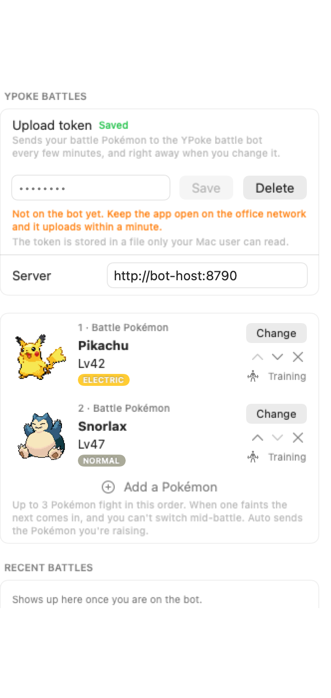 YPOKE BATTLES
Upload token Saved
Sends your battle Pokémon to the YPoke battle bot
every few minutes, and right away when you change it.
••••••••
Save
Delete
Not on the bot yet. Keep the app open on the office network
and it uploads within a minute.
The token is stored in a file only your Mac user can read.
Server
http://bot-host:8790
1 · Battle Pokémon
Change
Pikachu
Lv42
Training
ELECTRIC
2 · Battle Pokémon
Change
Snorlax
Lv47
Training
NORMAL
Add a Pokémon
Up to 3 Pokémon fight in this order. When one faints the
next comes in, and you can't switch mid-battle. Auto sends
the Pokémon you're raising.
RECENT BATTLES
Shows up here once you are on the bot.